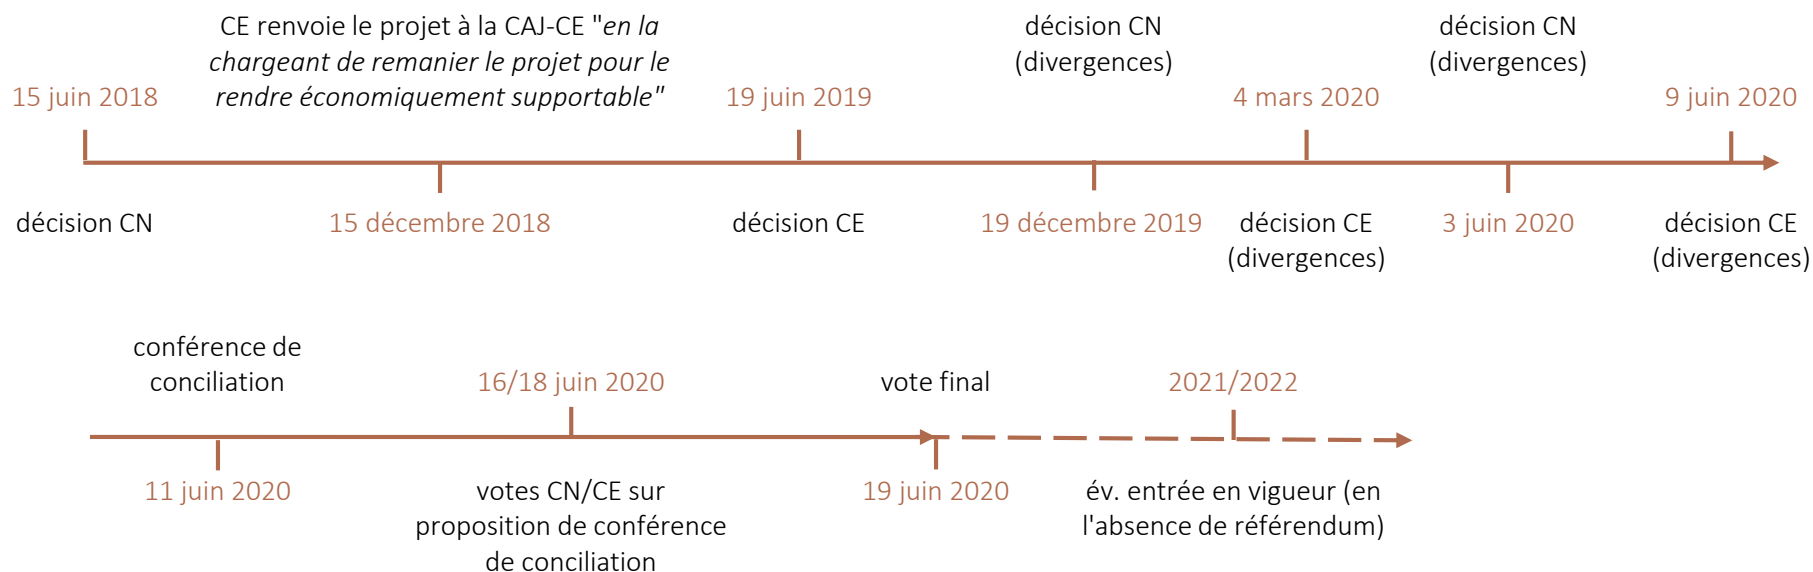 CE renvoie le projet à la CAJ-CE "en la
chargeant de remanier le projet pour le
rendre économiquement supportable"
décision CN
(divergences)
décision CN
(divergences)
15 juin 2018
19 juin 2019
4 mars 2020
9 juin 2020
décision CN
15 décembre 2018
décision CE
19 décembre 2019
décision CE
(divergences)
3 juin 2020
décision CE
(divergences)
conférence de
conciliation
16/18 juin 2020
vote final
2021/2022
11 juin 2020
votes CN/CE sur
proposition de conférence
de conciliation
19 juin 2020
év. entrée en vigueur (en
l'absence de référendum)